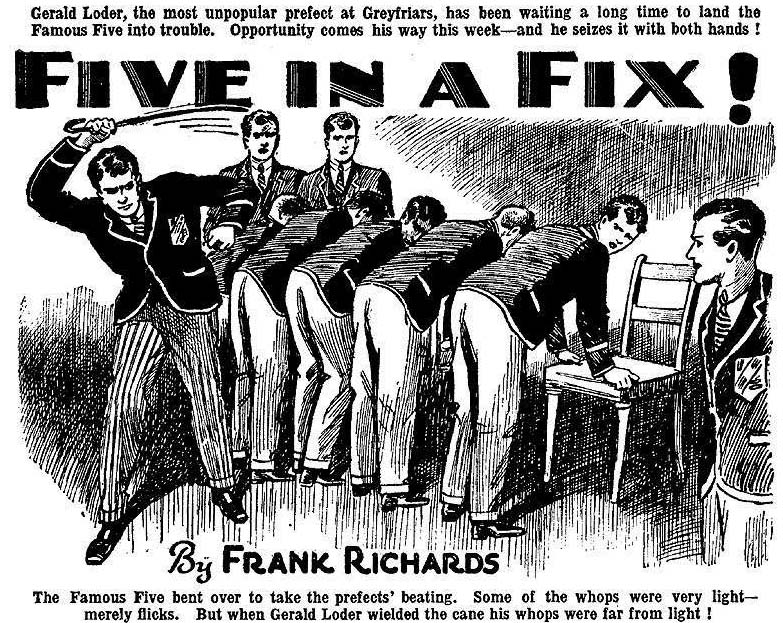 Gerald Loder, the most unpopular prefect at Greyfriars, has been waiting a long time to land the
Famous Five into trouble. Opportunity comes his way this week—and he seizes it with both hands !
FIVE IN A FIX !
By FRANK RICHARDS
The Famous Five bent over to take the prefects' beating. Some of the whops were very light—
merely flicks. But when Gerald Loder wielded the cane his whops were far from light !